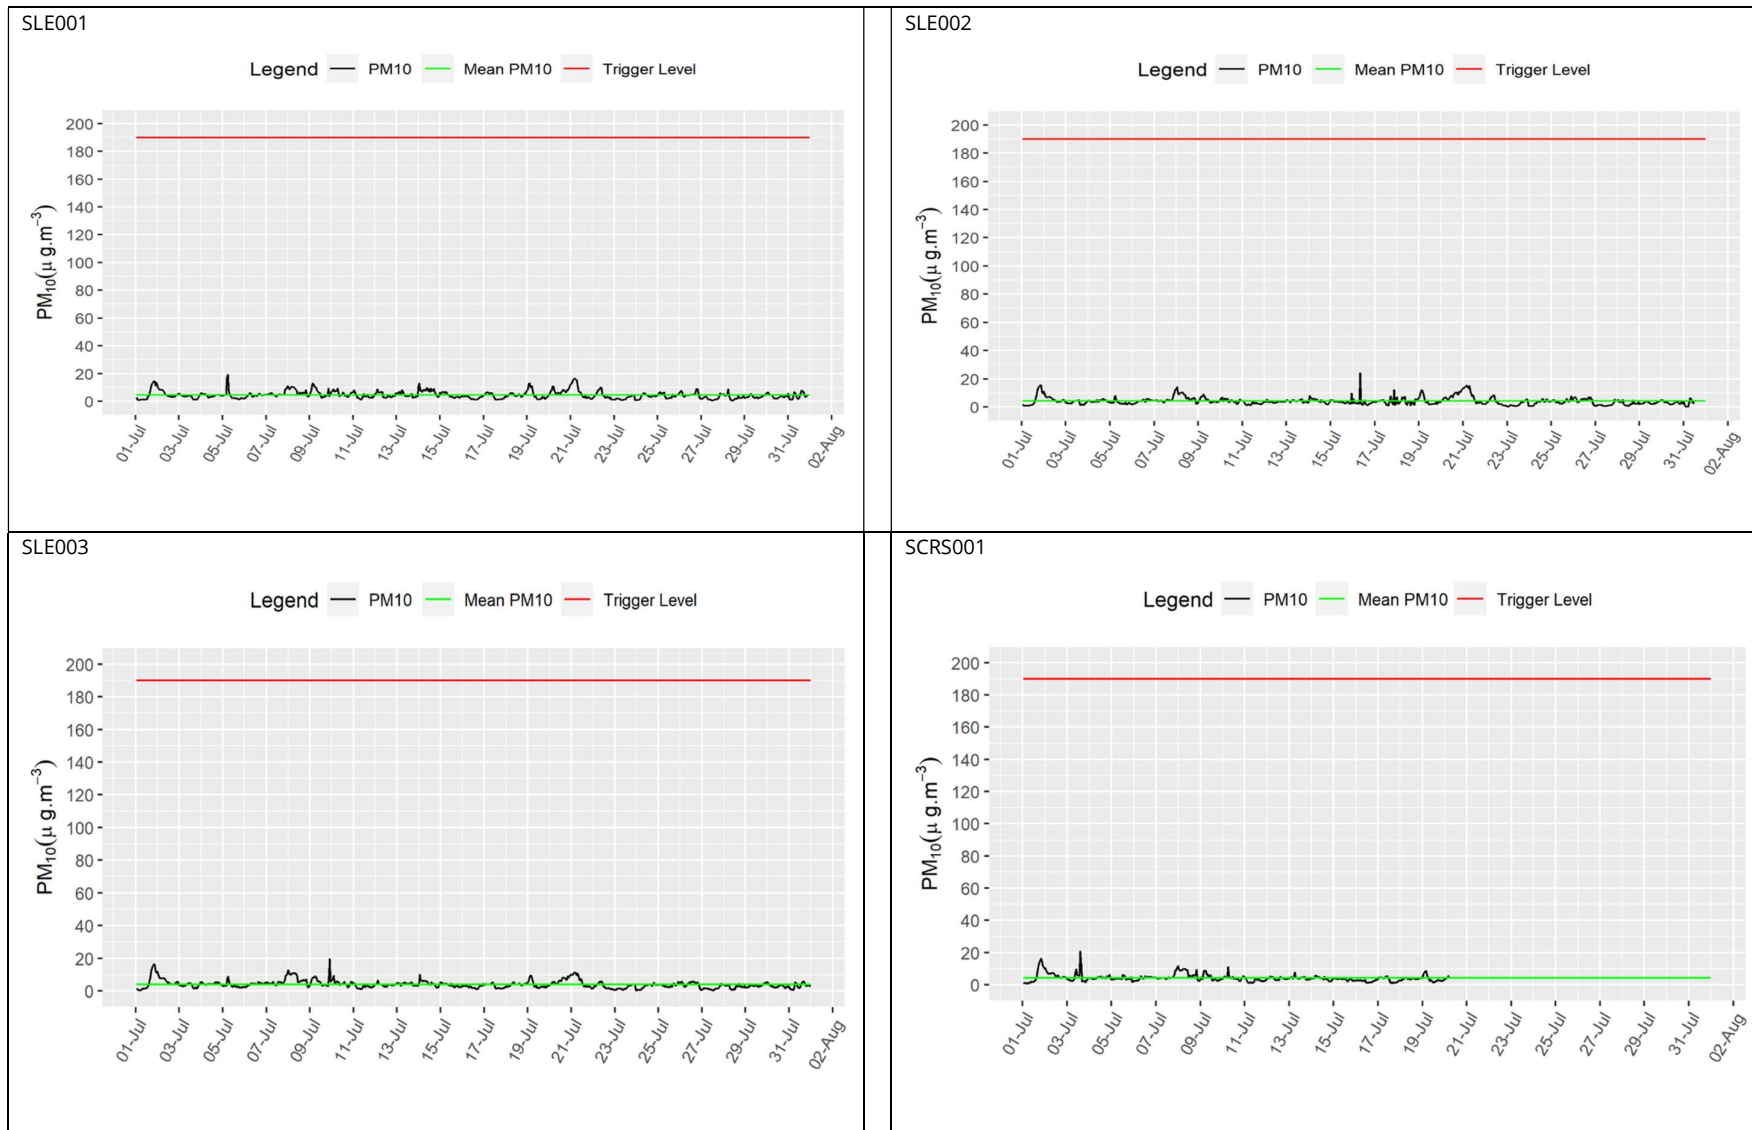 SLE001
Legend PM10 Mean PM10 Trigger Level
PM₁₀(μ g.m⁻³)
200
180
160
140
120
100
80
60
40
20
0
01-Jul 03-Jul 05-Jul 07-Jul 09-Jul 11-Jul 13-Jul 15-Jul 17-Jul 19-Jul 21-Jul 23-Jul 25-Jul 27-Jul 29-Jul 31-Jul 02-Aug
SLE002
Legend PM10 Mean PM10 Trigger Level
PM₁₀(μ g.m⁻³)
200
180
160
140
120
100
80
60
40
20
0
01-Jul 03-Jul 05-Jul 07-Jul 09-Jul 11-Jul 13-Jul 15-Jul 17-Jul 19-Jul 21-Jul 23-Jul 25-Jul 27-Jul 29-Jul 31-Jul 02-Aug
SLE003
Legend PM10 Mean PM10 Trigger Level
PM₁₀(μ g.m⁻³)
200
180
160
140
120
100
80
60
40
20
0
01-Jul 03-Jul 05-Jul 07-Jul 09-Jul 11-Jul 13-Jul 15-Jul 17-Jul 19-Jul 21-Jul 23-Jul 25-Jul 27-Jul 29-Jul 31-Jul 02-Aug
SCRS001
Legend PM10 Mean PM10 Trigger Level
PM₁₀(μ g.m⁻³)
200
180
160
140
120
100
80
60
40
20
0
01-Jul 03-Jul 05-Jul 07-Jul 09-Jul 11-Jul 13-Jul 15-Jul 17-Jul 19-Jul 21-Jul 23-Jul 25-Jul 27-Jul 29-Jul 31-Jul 02-Aug